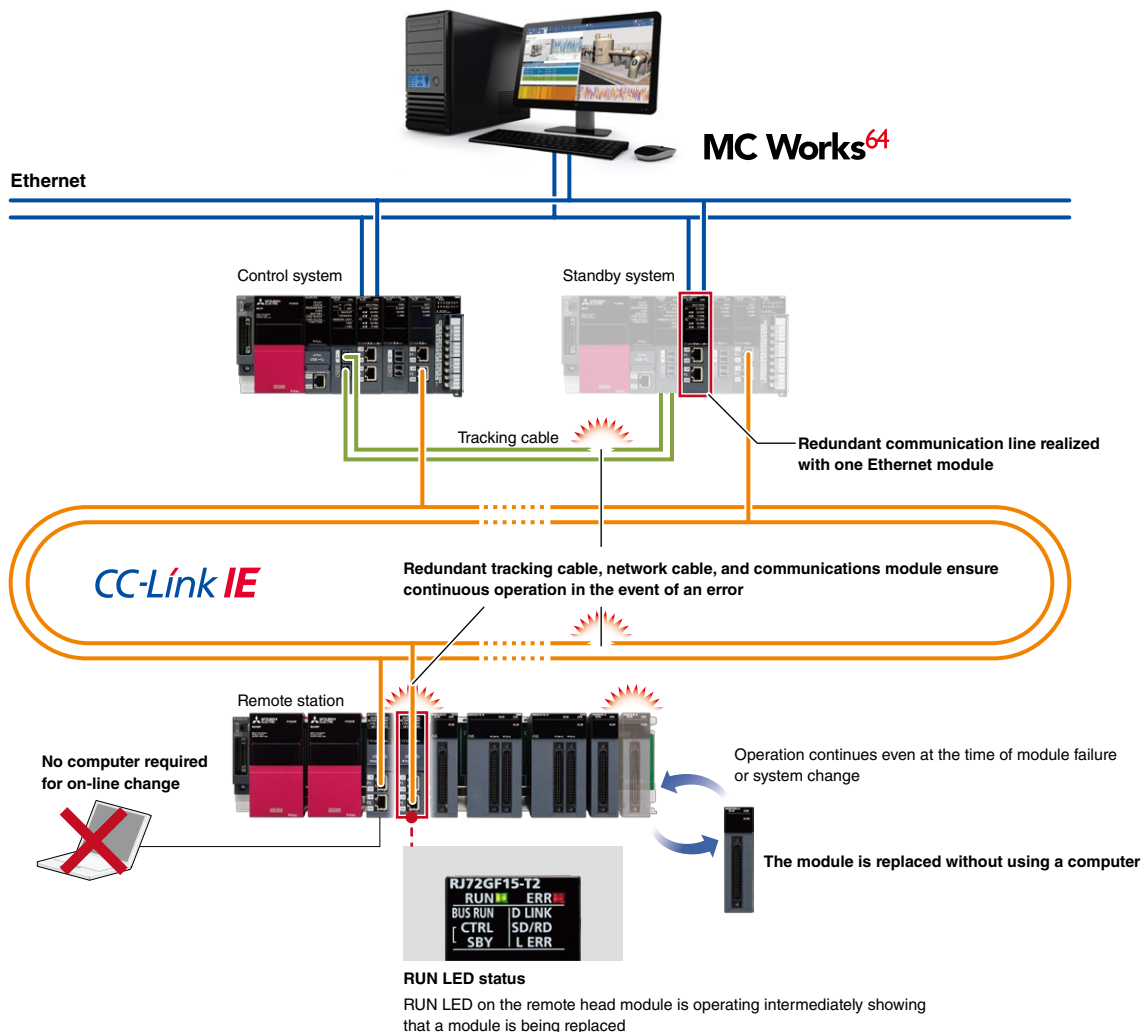 MC Works64
Ethernet
Control system
Standby system
Tracking cable
Redundant communication line realized
with one Ethernet module
CC-Link IE
Redundant tracking cable, network cable, and communications module ensure
continuous operation in the event of an error
Remote station
No computer required
for on-line change
Operation continues even at the time of module failure
or system change
The module is replaced without using a computer
RJ72GF15-T2
RUN ERR
BUS RUN D LINK
CTRL SD/RD
SBY L ERR
RUN LED status
RUN LED on the remote head module is operating intermediately showing
that a module is being replaced